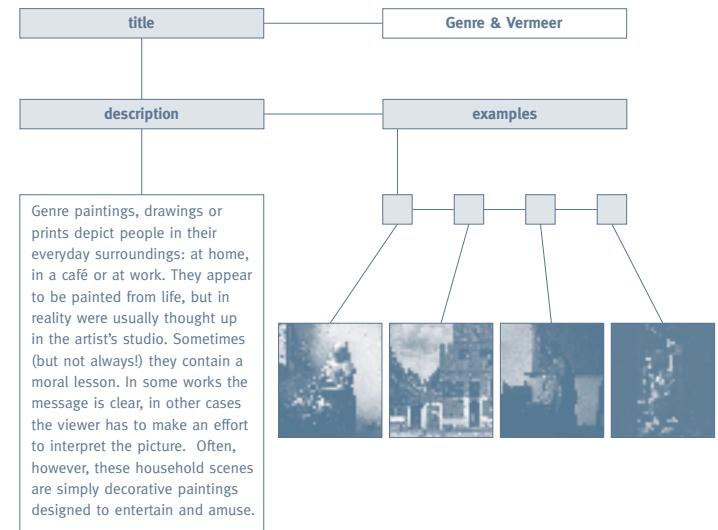 title
Genre & Vermeer
description
examples
Genre paintings, drawings or
prints depict people in their
everyday surroundings: at home,
in a café or at work. They appear
to be painted from life, but in
reality were usually thought up
in the artist's studio. Sometimes
(but not always!) they contain a
moral lesson. In some works the
message is clear, in other cases
the viewer has to make an effort
to interpret the picture.  Often,
however, these household scenes
are simply decorative paintings
designed to entertain and amuse.